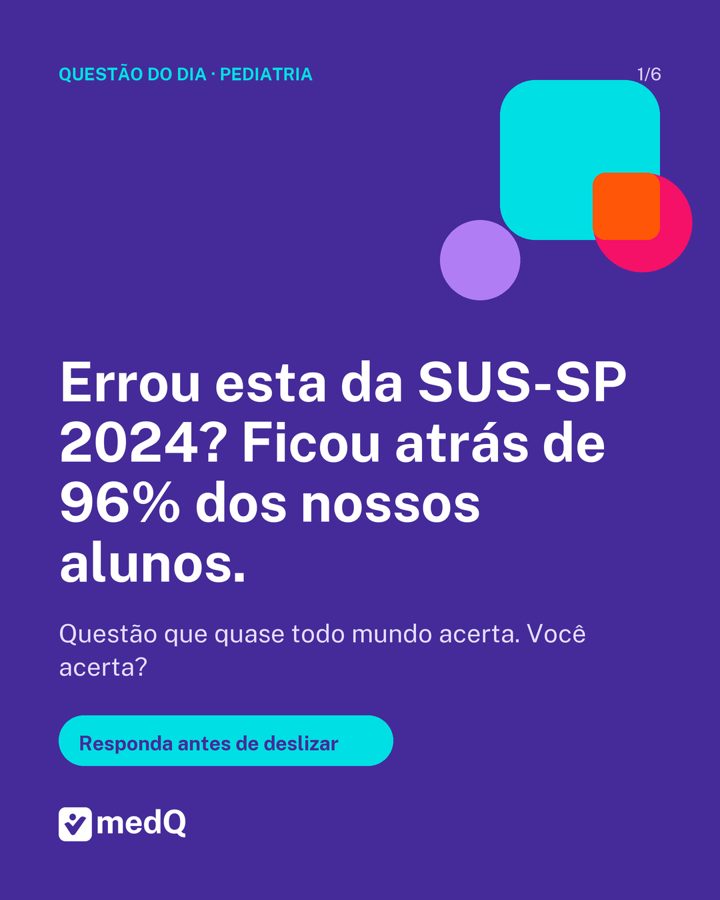 QUESTÃO DO DIA · PEDIATRIA
1/6
Errou esta da SUS-SP
2024? Ficou atrás de
96% dos nossos
alunos.
Questão que quase todo mundo acerta. Você
acerta?
Responda antes de deslizar
medQ